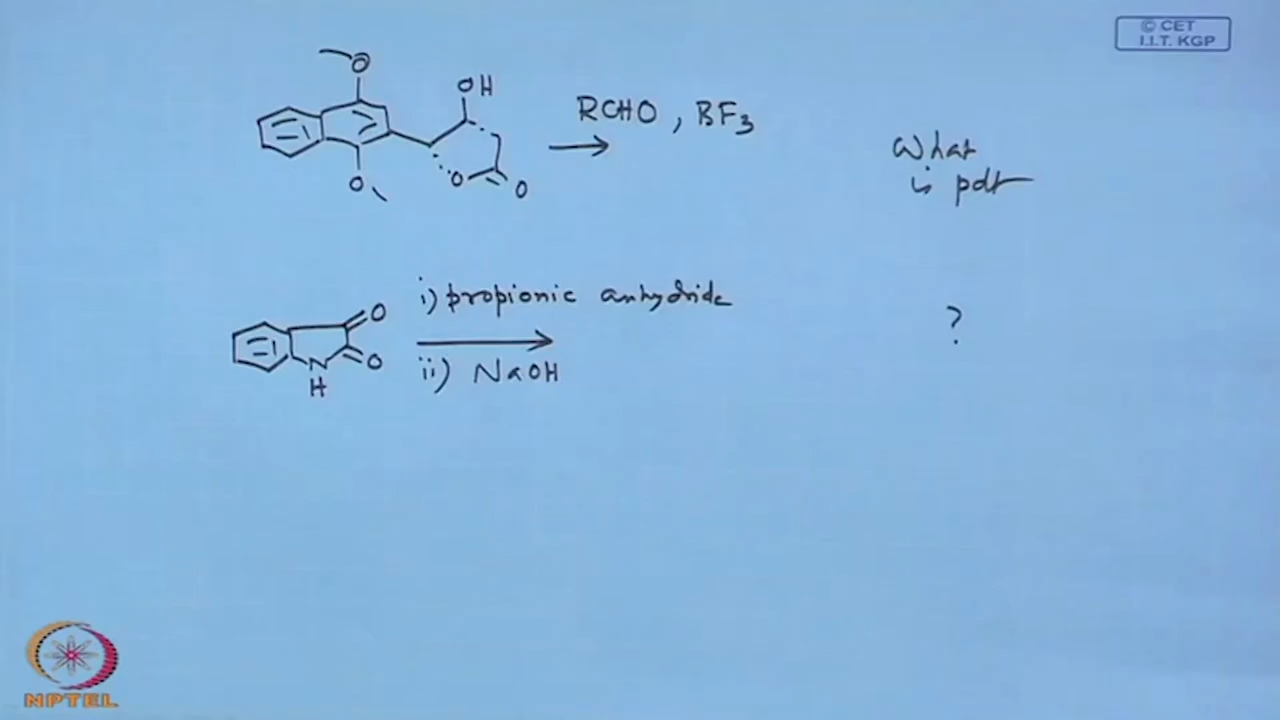 © CET
I.I.T. KGP
O
OH
RCHO, BF3
What
is pdt
O
O
O
i) propionic anhydride
O
?
O
ii) NaOH
N
H
NPTEL